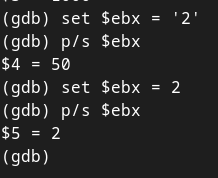 (gdb) set $ebx = '2'
(gdb) p/s $ebx
$4 = 50
(gdb) set $ebx = 2
(gdb) p/s $ebx
$5 = 2
(gdb)